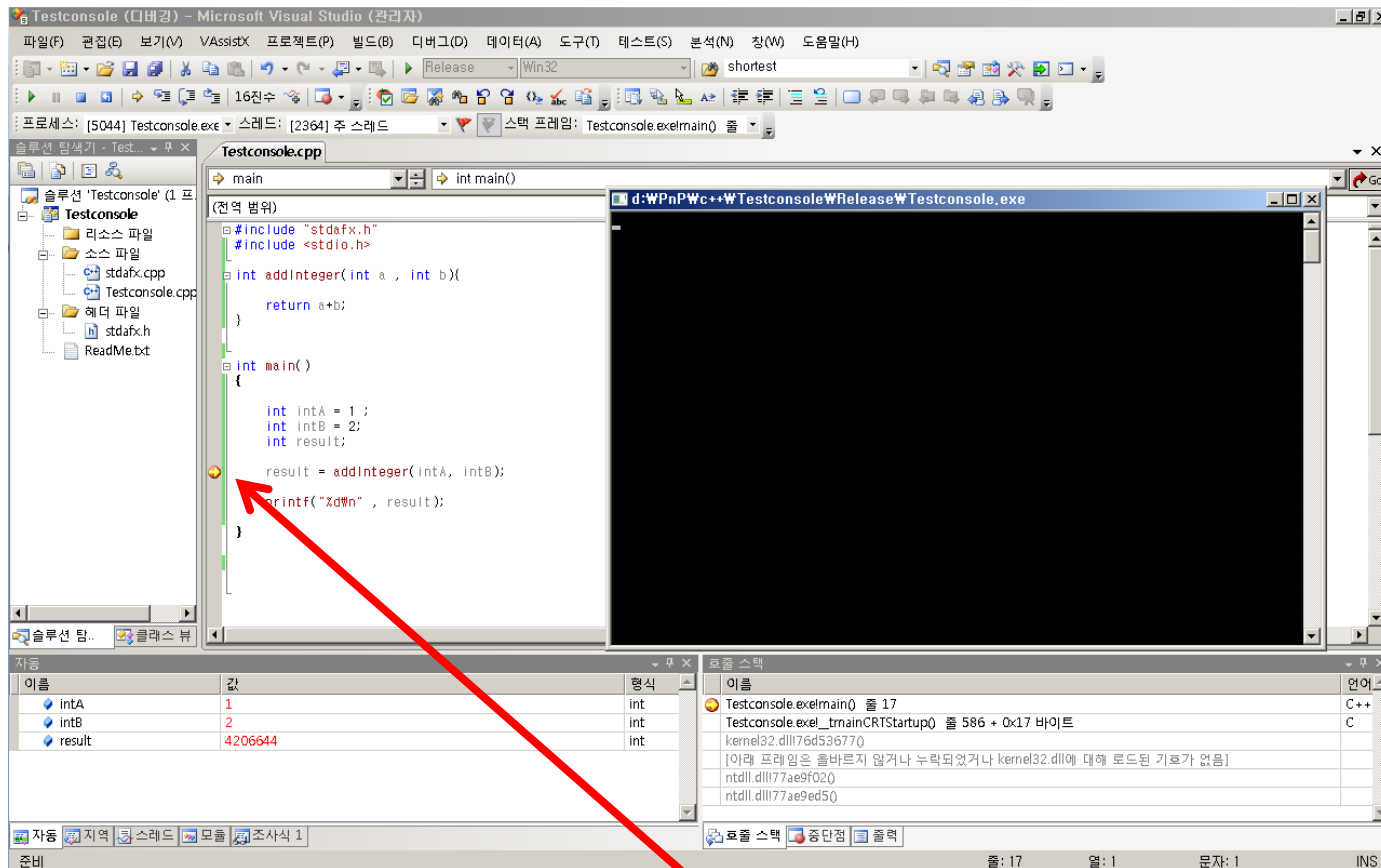 Testconsole (디버깅) - Microsoft Visual Studio (관리자)
파일(F) 편집(E) 보기(V) VAssistX 프로젝트(P) 빌드(B) 디버그(D) 데이터(A) 도구(T) 테스트(S) 분석(N) 창(W) 도움말(H)
Release Win32 shortest
16진수
프로세스: [5044] Testconsole.exe 스레드: [2364] 주 스레드 스택 프레임: Testconsole.exe!main() 줄
솔루션 탐색기 - Test...
솔루션 'Testconsole' (1 프
Testconsole
리소스 파일
소스 파일
stdafx.cpp
Testconsole.cpp
헤더 파일
stdafx.h
ReadMe.txt
솔루션 탐.. 클래스 뷰
Testconsole.cpp
main int main() Go
(전역 범위)
#include "stdafx.h"
#include <stdio.h>
int addInteger(int a , int b){
return a+b;
}
int main()
{
int intA = 1 ;
int intB = 2;
int result;
result = addInteger(intA, intB);
printf("%d₩n" , result);
}
d:₩PnP₩c++₩Testconsole₩Release₩Testconsole.exe
자동
이름 값 형식
intA 1 int
intB 2 int
result 4206644 int
자동 지역 스레드 모듈 조사식 1
호출 스택
이름 언어
Testconsole.exe!main() 줄 17 C++
Testconsole.exe!__tmainCRTStartup() 줄 586 + 0x17 바이트 C
kernel32.dll!76d53677()
[아래 프레임은 올바르지 않거나 누락되었거나 kernel32.dll에 대해 로드된 기호가 없음]
ntdll.dll!77ae9f02()
ntdll.dll!77ae9ed5()
호출 스택 중단점 출력
준비 줄: 17 열: 1 문자: 1 INS